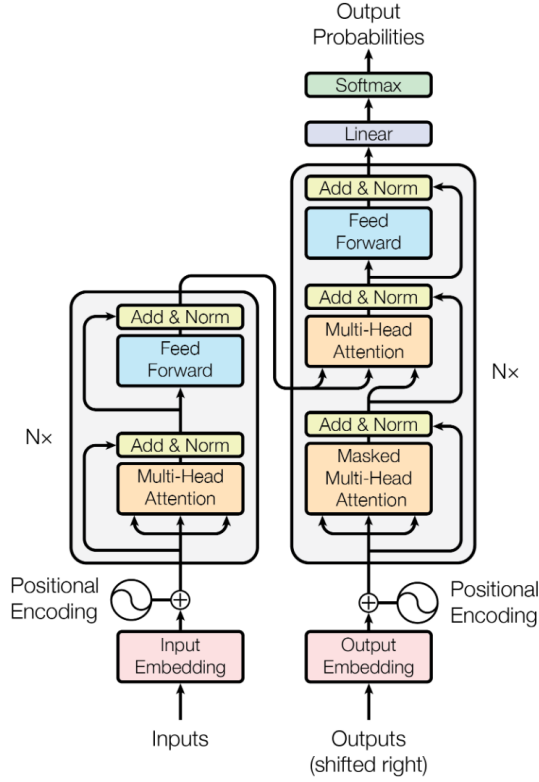 Output
Probabilities
Softmax
Linear
Add & Norm
Feed
Forward
Add & Norm
Multi-Head
Attention
Nx
Add & Norm
Masked
Multi-Head
Attention
Positional
Encoding
Output
Embedding
Outputs
(shifted right)
Add & Norm
Feed
Forward
Nx
Add & Norm
Multi-Head
Attention
Positional
Encoding
Input
Embedding
Inputs